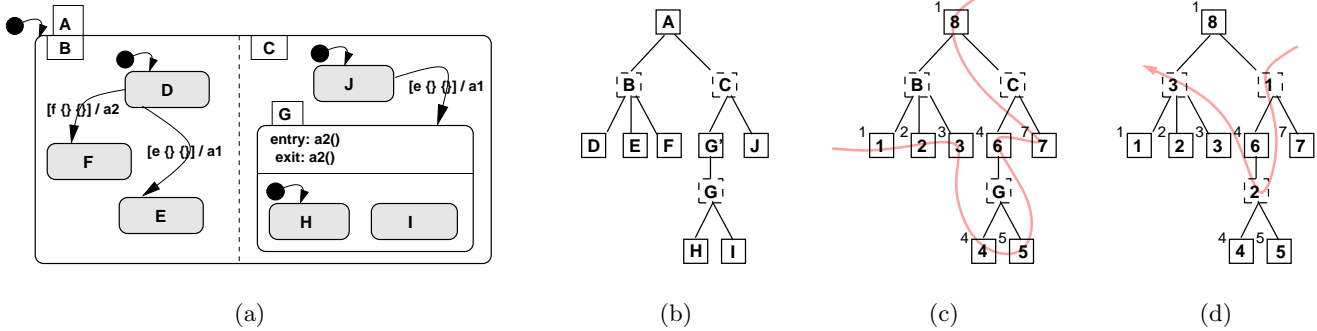 A
B
C
D
J
[f {} {}] / a2
[e {} {}] / a1
F
[e {} {}] / a1
E
G
entry: a2()
exit: a2()
H
I
(a)
A
B
C
D
E
F
G'
J
G
H
I
(b)
1
8
B
C
1
1
2
2
3
3
4
6
7
7
G
4
4
5
5
(c)
1
8
3
1
1
1
2
2
3
3
4
6
7
7
2
4
4
5
5
(d)